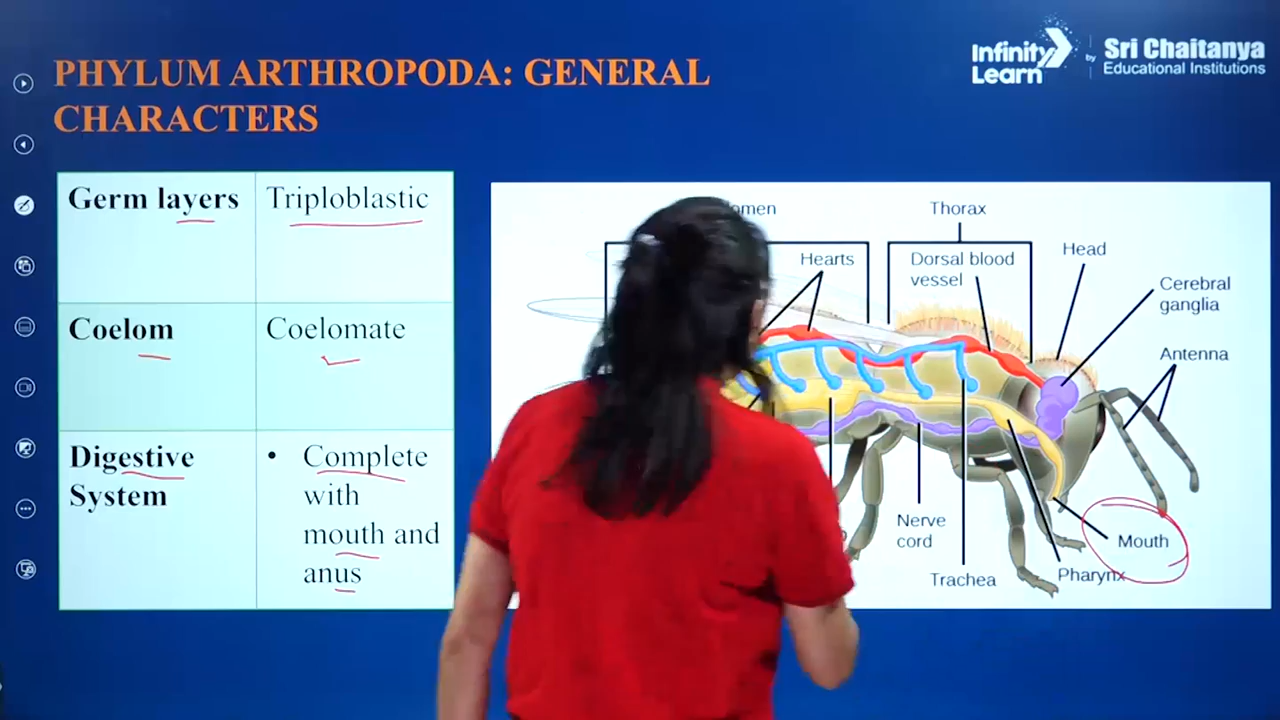 PHYLUM ARTHROPODA: GENERAL
CHARACTERS
Infinity
Learn
by
Sri Chaitanya
Educational Institutions
Germ layers
Triploblastic
Coelom
Coelomate
Digestive
System
• Complete
with
mouth and
anus
Thorax
Hearts
Dorsal blood
vessel
Head
Cerebral
ganglia
Antenna
Nerve
cord
Mouth
Trachea
Pharynx